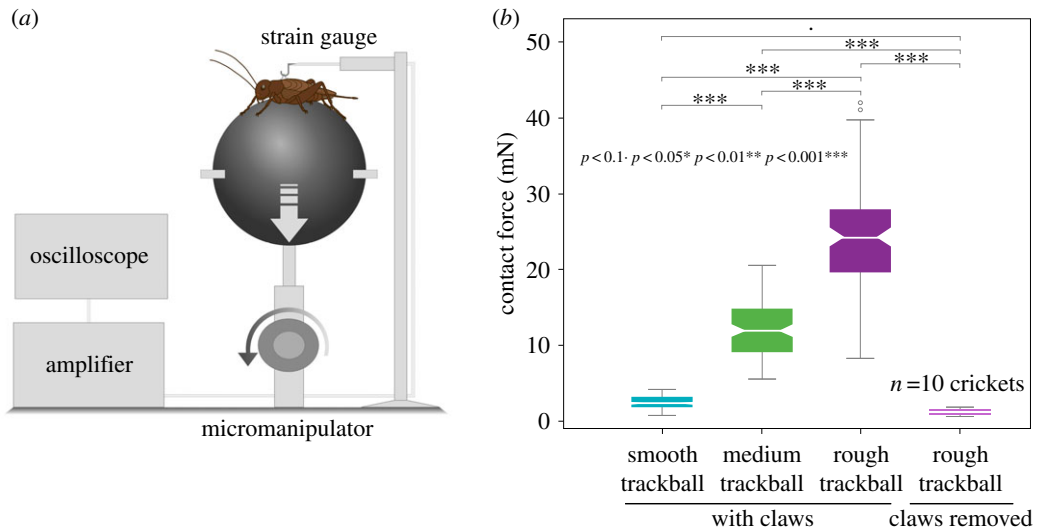 (a)
strain gauge
oscilloscope
amplifier
micromanipulator
(b)
contact force (mN)
50
40
30
20
10
0
·
***
***
***
***
***
p < 0.1· p < 0.05* p < 0.01** p < 0.001***
n =10 crickets
smooth trackball
medium trackball
rough trackball
rough trackball
with claws
claws removed